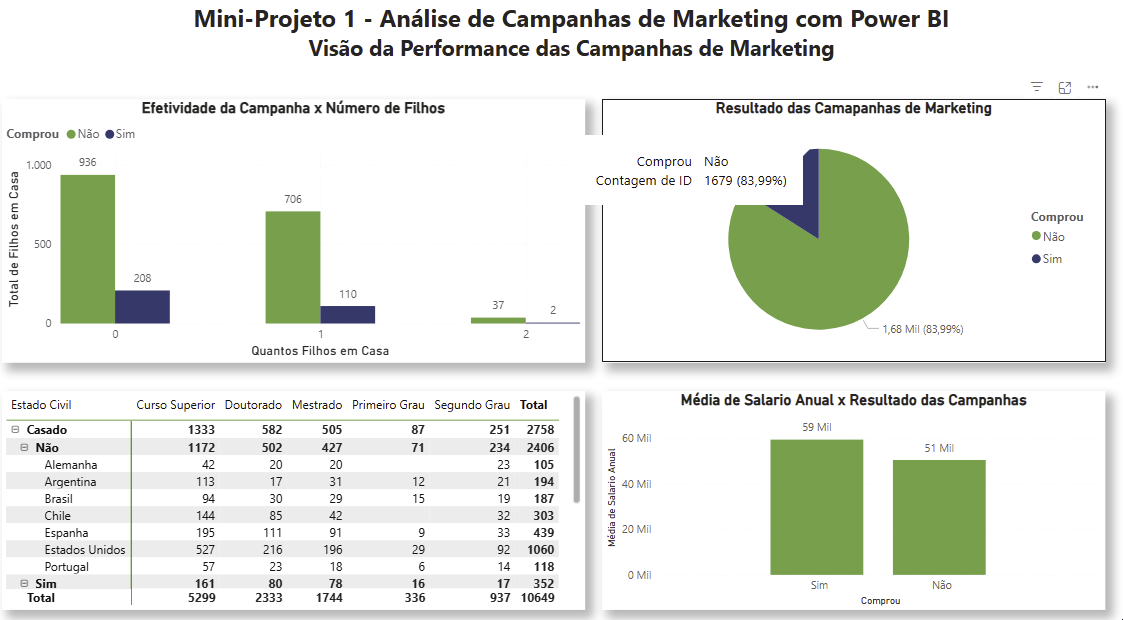 Mini-Projeto 1 - Análise de Campanhas de Marketing com Power BI
Visão da Performance das Campanhas de Marketing
Efetividade da Campanha x Número de Filhos
Comprou Não Sim
Total de Filhos em Casa
1.000
500
0
936
208
706
110
37
2
0 1 2
Quantos Filhos em Casa
Resultado das Camapanhas de Marketing
Comprou Não
Contagem de ID 1679 (83,99%)
1,68 Mil (83,99%)
Comprou
Não
Sim
Estado Civil Curso Superior Doutorado Mestrado Primeiro Grau Segundo Grau Total
Casado 1333 582 505 87 251 2758
Não 1172 502 427 71 234 2406
Alemanha 42 20 20 23 105
Argentina 113 17 31 12 21 194
Brasil 94 30 29 15 19 187
Chile 144 85 42 32 303
Espanha 195 111 91 9 33 439
Estados Unidos 527 216 196 29 92 1060
Portugal 57 23 18 6 14 118
Sim 161 80 78 16 17 352
Total 5299 2333 1744 336 937 10649
Média de Salario Anual x Resultado das Campanhas
Média de Salario Anual
60 Mil
40 Mil
20 Mil
0 Mil
59 Mil
51 Mil
Sim Não
Comprou